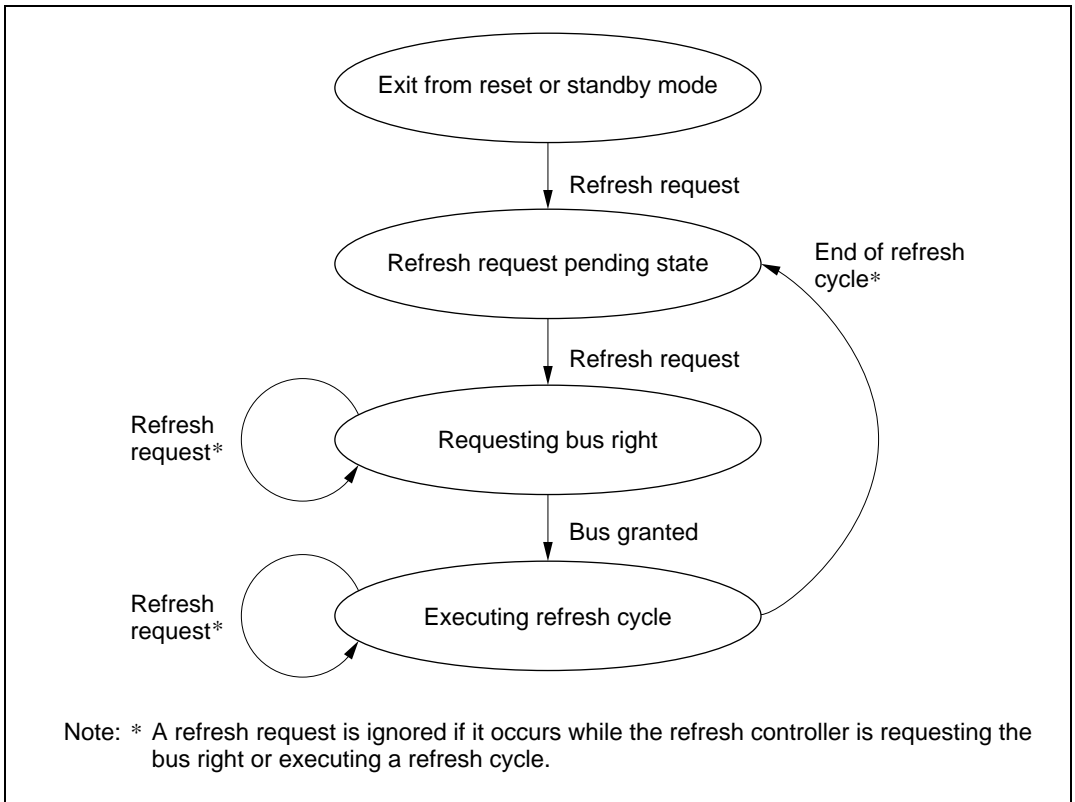 Exit from reset or standby mode
Refresh request
Refresh request pending state
End of refresh
cycle*
Refresh request
Refresh
request*
Requesting bus right
Bus granted
Refresh
request*
Executing refresh cycle
Note: * A refresh request is ignored if it occurs while the refresh controller is requesting the
bus right or executing a refresh cycle.